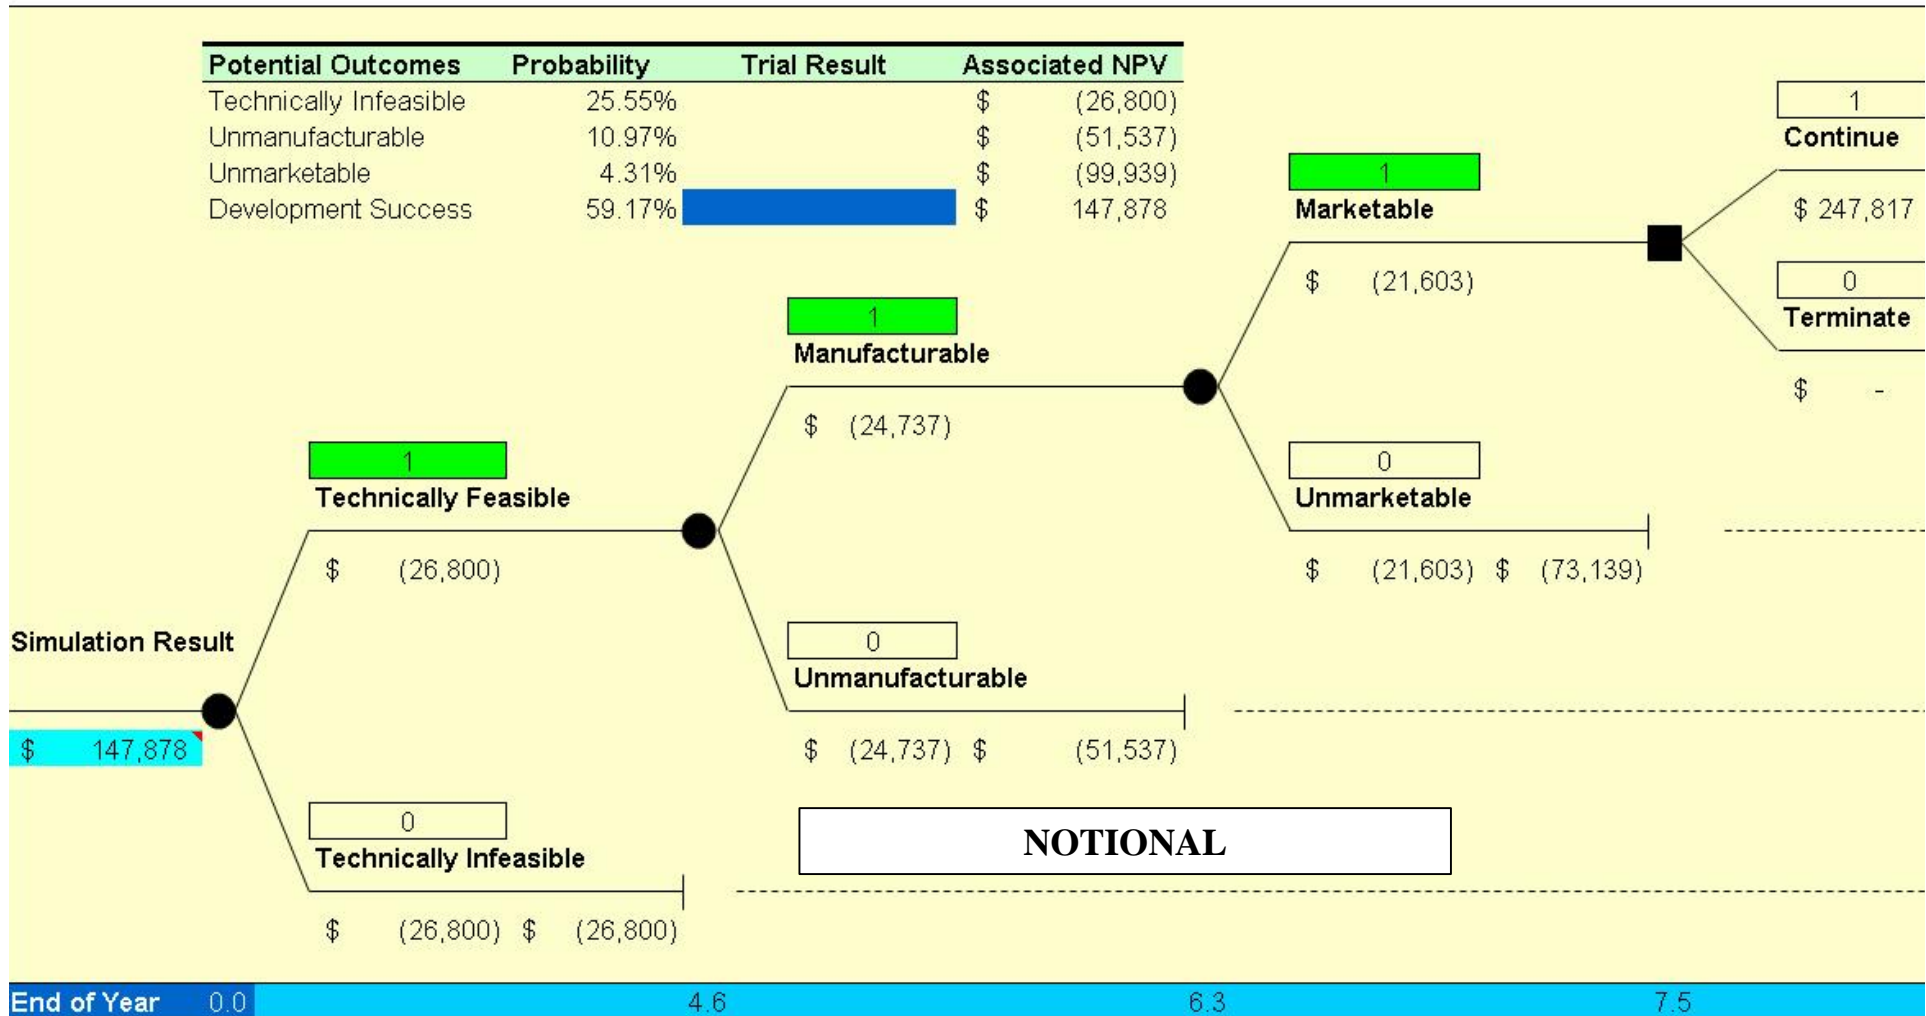 Potential Outcomes Probability Trial Result Associated NPV
Technically Infeasible 25.55% $ (26,800)
Unmanufacturable 10.97% $ (51,537)
Unmarketable 4.31% $ (99,939)
Development Success 59.17% $ 147,878
1
Continue
$ 247,817
0
Terminate
$ -
1
Marketable
$ (21,603)
0
Unmarketable
$ (21,603) $ (73,139)
1
Manufacturable
$ (24,737)
0
Unmanufacturable
$ (24,737) $ (51,537)
1
Technically Feasible
$ (26,800)
Simulation Result
$ 147,878
0
Technically Infeasible
$ (26,800) $ (26,800)
NOTIONAL
End of Year 0.0 4.6 6.3 7.5